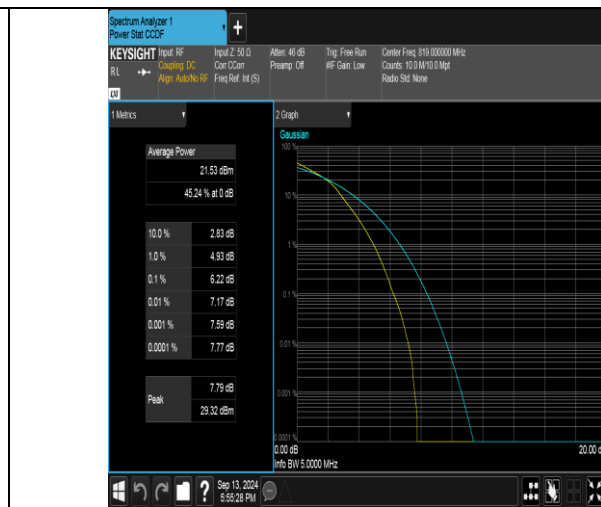 Spectrum Analyzer 1
Power Stat CCDF
+
KEYSIGHT Input: RF Input Z: 50 Ω Atten: 46 dB Trig: Free Run Center Freq: 819.000000 MHz
RL Coupling: DC Corr CCorr Preamp: Off #IF Gain: Low Counts: 10.0 M/10.0 Mpt
Align: Auto/No RF Freq Ref: Int (S) Radio Std: None
LXI
1 Metrics
2 Graph
Gaussian
Average Power
21.53 dBm
45.24 % at 0 dB
10.0 % 2.83 dB
1.0 % 4.93 dB
0.1 % 6.22 dB
0.01 % 7.17 dB
0.001 % 7.59 dB
0.0001 % 7.77 dB
Peak 7.79 dB
29.32 dBm
100 %
10 %
1 %
0.1 %
0.01 %
0.001 %
0.0001 %
0.00 dB 20.00 d
Info BW 5.0000 MHz
? Sep 13, 2024
5:55:28 PM